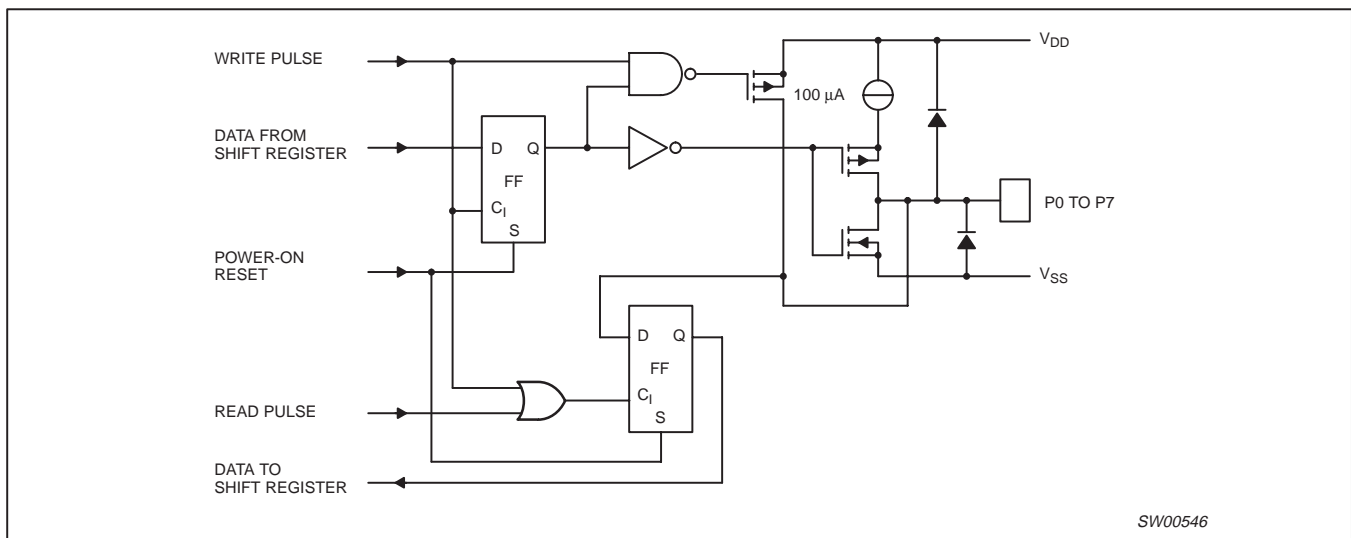 WRITE PULSE
DATA FROM
SHIFT REGISTER
POWER-ON
RESET
READ PULSE
DATA TO
SHIFT REGISTER
D Q
FF
CI
S
D Q
FF
CI
S
100 μA
VDD
P0 TO P7
VSS
SW00546